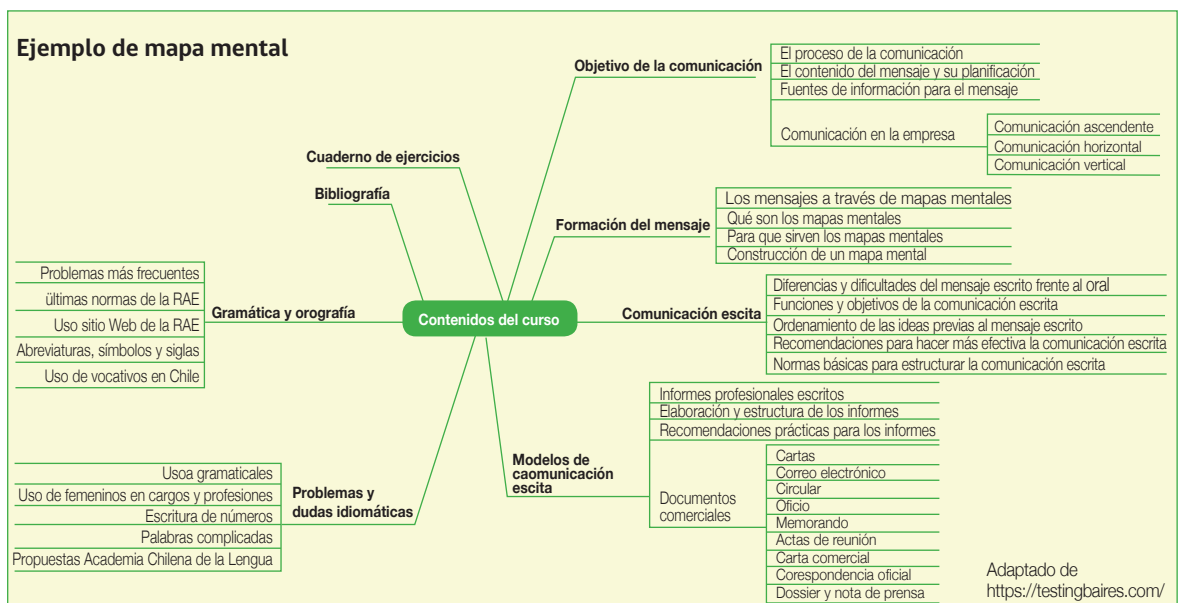 Ejemplo de mapa mental
Objetivo de la comunicación
El proceso de la comunicación
El contenido del mensaje y su planificación
Fuentes de información para el mensaje
Comunicación en la empresa
Comunicación ascendente
Comunicación horizontal
Comunicación vertical
Cuaderno de ejercicios
Bibliografía
Formación del mensaje
Los mensajes a través de mapas mentales
Qué son los mapas mentales
Para que sirven los mapas mentales
Construcción de un mapa mental
Problemas más frecuentes
últimas normas de la RAE
Uso sitio Web de la RAE
Abreviaturas, símbolos y siglas
Uso de vocativos en Chile
Gramática y orografía
Contenidos del curso
Comunicación escita
Diferencias y dificultades del mensaje escrito frente al oral
Funciones y objetivos de la comunicación escrita
Ordenamiento de las ideas previas al mensaje escrito
Recomendaciones para hacer más efectiva la comunicación escrita
Normas básicas para estructurar la comunicación escrita
Modelos de
caomunicación
escita
Informes profesionales escritos
Elaboración y estructura de los informes
Recomendaciones prácticas para los informes
Documentos
comerciales
Cartas
Correo electrónico
Circular
Oficio
Memorando
Actas de reunión
Carta comercial
Corespondencia oficial
Dossier y nota de prensa
Usoa gramaticales
Uso de femeninos en cargos y profesiones
Escritura de números
Palabras complicadas
Propuestas Academia Chilena de la Lengua
Problemas y
dudas idiomáticas
Adaptado de
https://testingbaires.com/